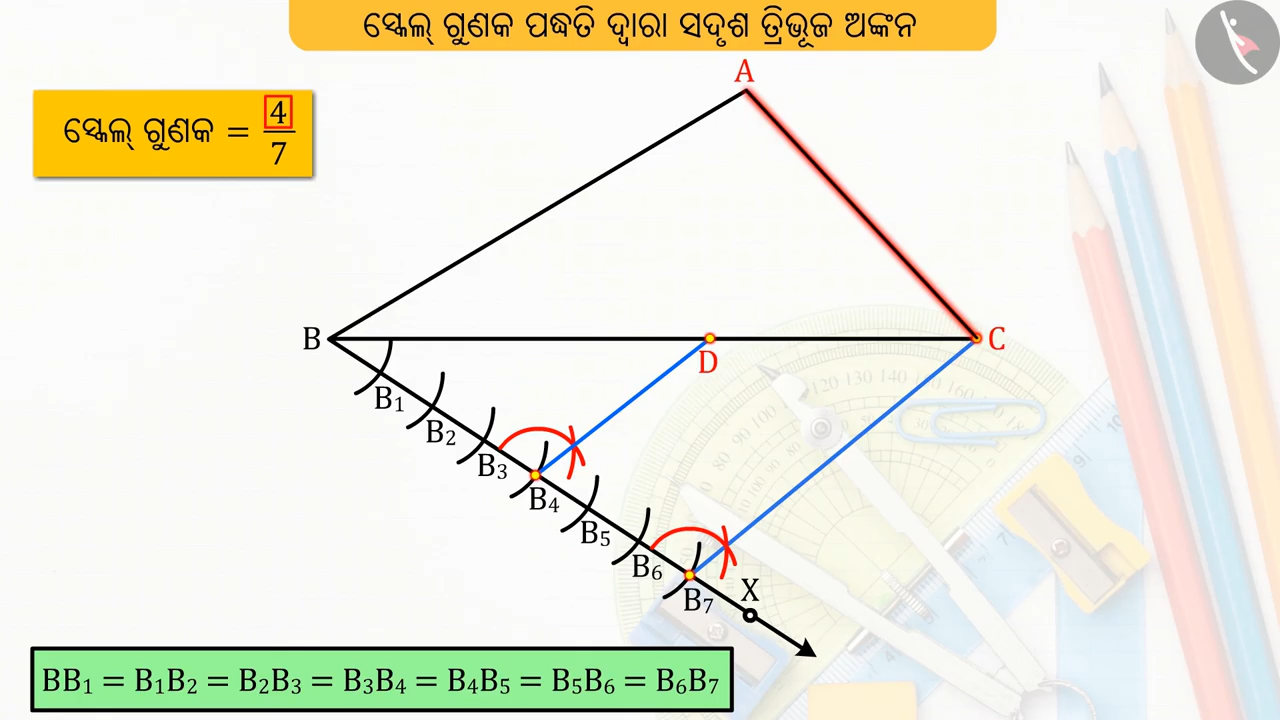 ସ୍କେଲ୍ ଗୁଣକ ପଦ୍ଧତି ଦ୍ୱାରା ସଦୃଶ ତ୍ରିଭୂଜ ଅଙ୍କନ
ସ୍କେଲ୍ ଗୁଣକ = 4/7
A
B
C
D
B₁
B₂
B₃
B₄
B₅
B₆
B₇
X
BB₁ = B₁B₂ = B₂B₃ = B₃B₄ = B₄B₅ = B₅B₆ = B₆B₇